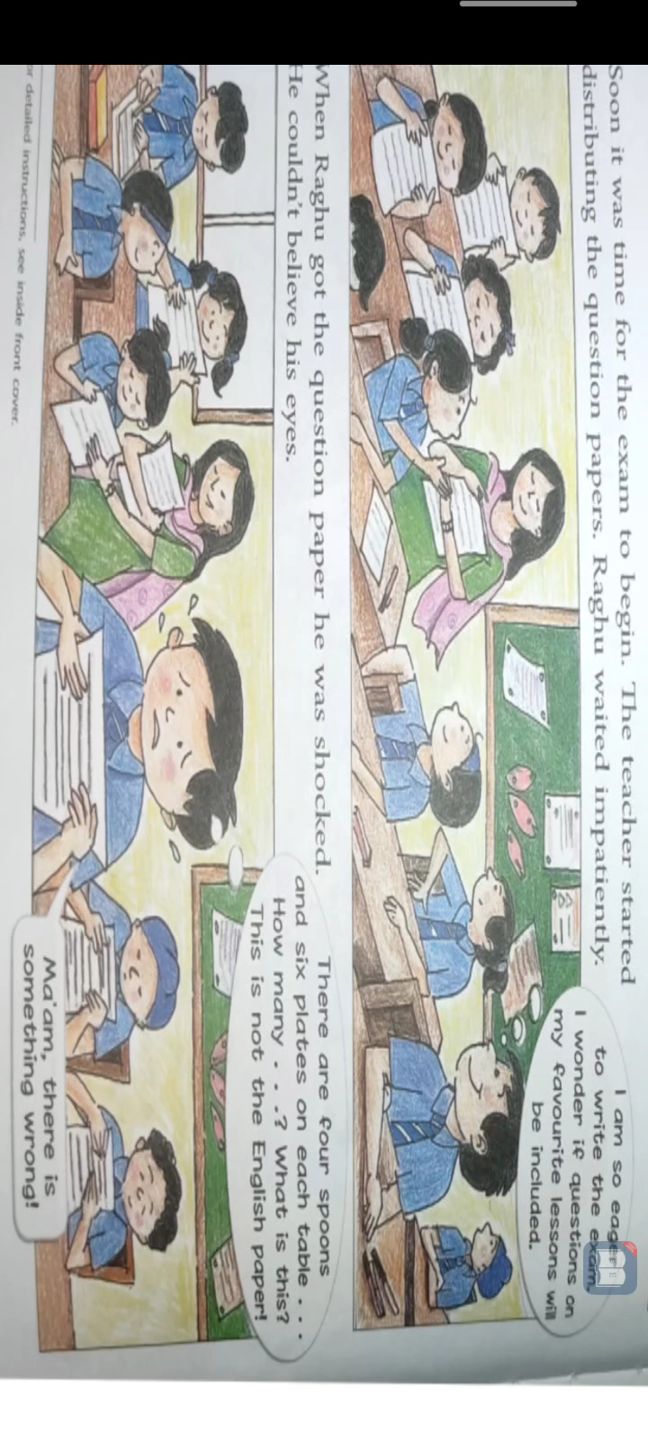 Soon it was time for the exam to begin. The teacher started
distributing the question papers. Raghu waited impatiently.
I am so eager
to write the exam.
I wonder if questions on
my favourite lessons will
be included.
When Raghu got the question paper he was shocked.
He couldn't believe his eyes.
There are four spoons
and six plates on each table . . .
How many . . .? What is this?
This is not the English paper!
Ma'am, there is
something wrong!
detailed instructions, see inside front cover.